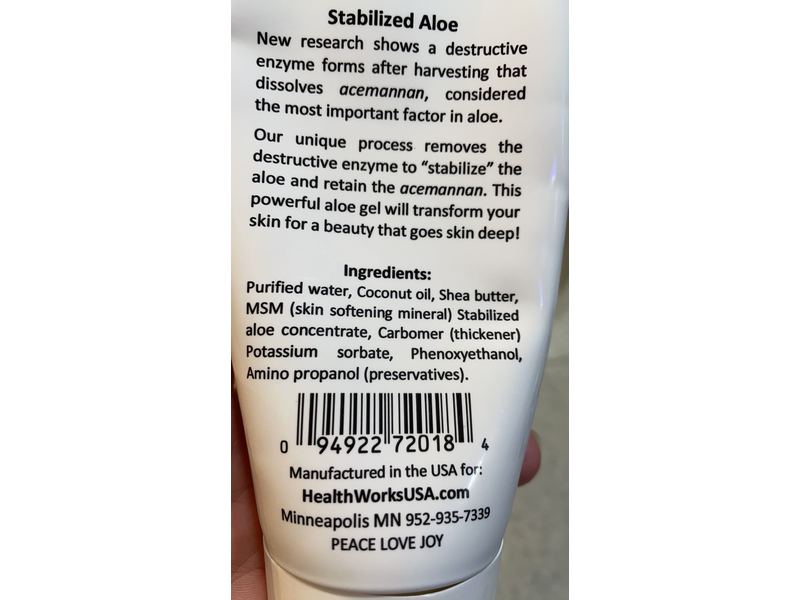 Stabilized Aloe
New research shows a destructive
enzyme forms after harvesting that
dissolves acemannan, considered
the most important factor in aloe.
Our unique process removes the
destructive enzyme to “stabilize” the
aloe and retain the acemannan. This
powerful aloe gel will transform your
skin for a beauty that goes skin deep!
Ingredients:
Purified water, Coconut oil, Shea butter,
MSM (skin softening mineral) Stabilized
aloe concentrate, Carbomer (thickener)
Potassium sorbate, Phenoxyethanol,
Amino propanol (preservatives).
0 94922 72018 4
Manufactured in the USA for:
HealthWorksUSA.com
Minneapolis MN 952-935-7339
PEACE LOVE JOY